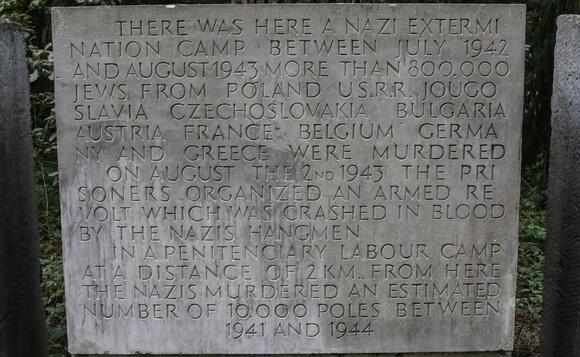 THERE WAS HERE A NAZI EXTERMI
NATION CAMP BETWEEN JULY 1942
AND AUGUST 1943 MORE THAN 800.000
JEWS FROM POLAND U.S.R.R. JOUGO
SLAVIA CZECHOSLOVAKIA BULGARIA
AUSTRIA FRANCE BELGIUM GERMA
NY AND GREECE WERE MURDERED
ON AUGUST THE 2ND 1943 THE PRI
SONERS ORGANIZED AN ARMED RE
VOLT WHICH WAS CRASHED IN BLOOD
BY THE NAZIS HANGMEN
IN A PENITENCIARY LABOUR CAMP
AT A DISTANCE OF 2 KM. FROM HERE
THE NAZIS MURDERED AN ESTIMATED
NUMBER OF 10.000 POLES BETWEEN
1941 AND 1944